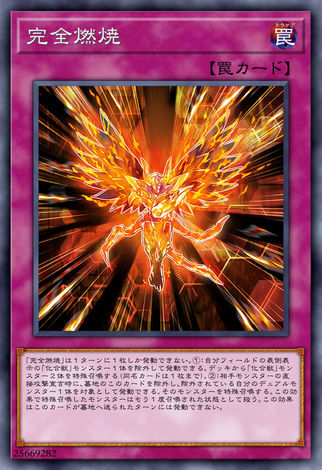 完全燃焼
トラップ
罠
【罠カード】
「完全燃焼」は1ターンに1枚しか発動できない。①：自分フィールドの表側表
示の「化合獣」モンスター1体を除外して発動できる。デッキから「化合獣」モン
スター2体を特殊召喚する(同名カードは1枚まで)。②：相手モンスターの直
接攻撃宣言時に、墓地のこのカードを除外し、除外されている自分のデュアルモ
ンスター1体を対象として発動できる。そのモンスターを特殊召喚する。この効
果で特殊召喚したモンスターはもう1度召喚された状態として扱う。この効果
はこのカードが墓地へ送られたターンには発動できない。
25669282